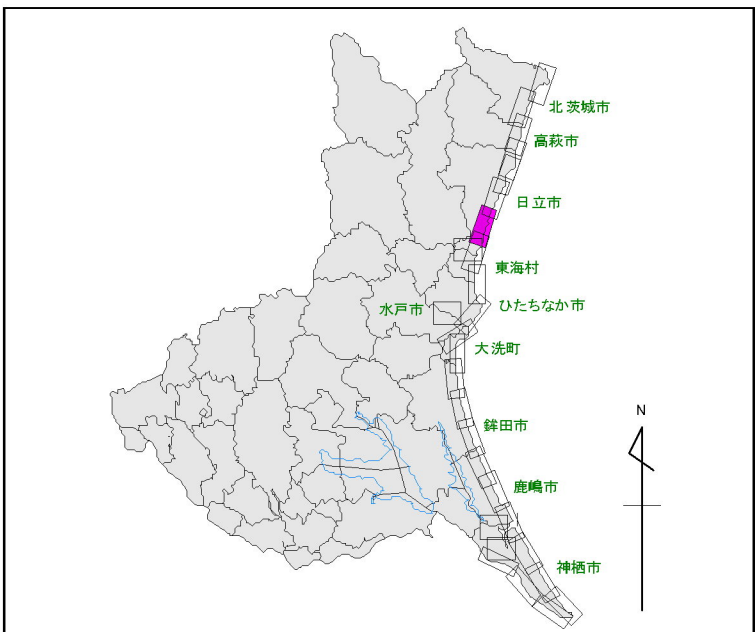 北茨城市
高萩市
日立市
東海村
ひたちなか市
水戸市
大洗町
鉾田市
N
鹿嶋市
神栖市